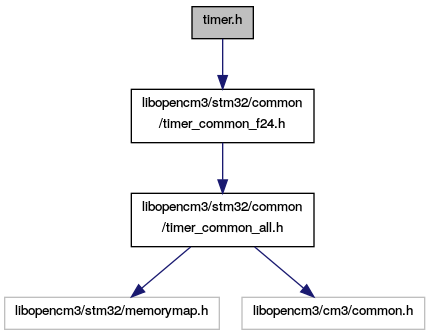 timer.h
libopencm3/stm32/common
/timer_common_f24.h
libopencm3/stm32/common
/timer_common_all.h
libopencm3/stm32/memorymap.h
libopencm3/cm3/common.h